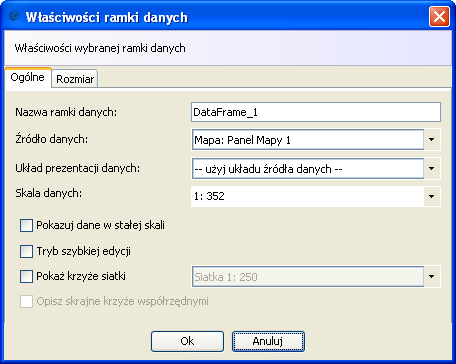 Właściwości ramki danych
Właściwości wybranej ramki danych
Ogólne
Rozmiar
Nazwa ramki danych: DataFrame_1
Źródło danych: Mapa: Panel Mapy 1
Układ prezentacji danych: -- użyj układu źródła danych --
Skala danych: 1: 352
Pokazuj dane w stałej skali
Tryb szybkiej edycji
Pokaż krzyże siatki Siatka 1: 250
Opisz skrajne krzyże współrzędnymi
Ok Anuluj